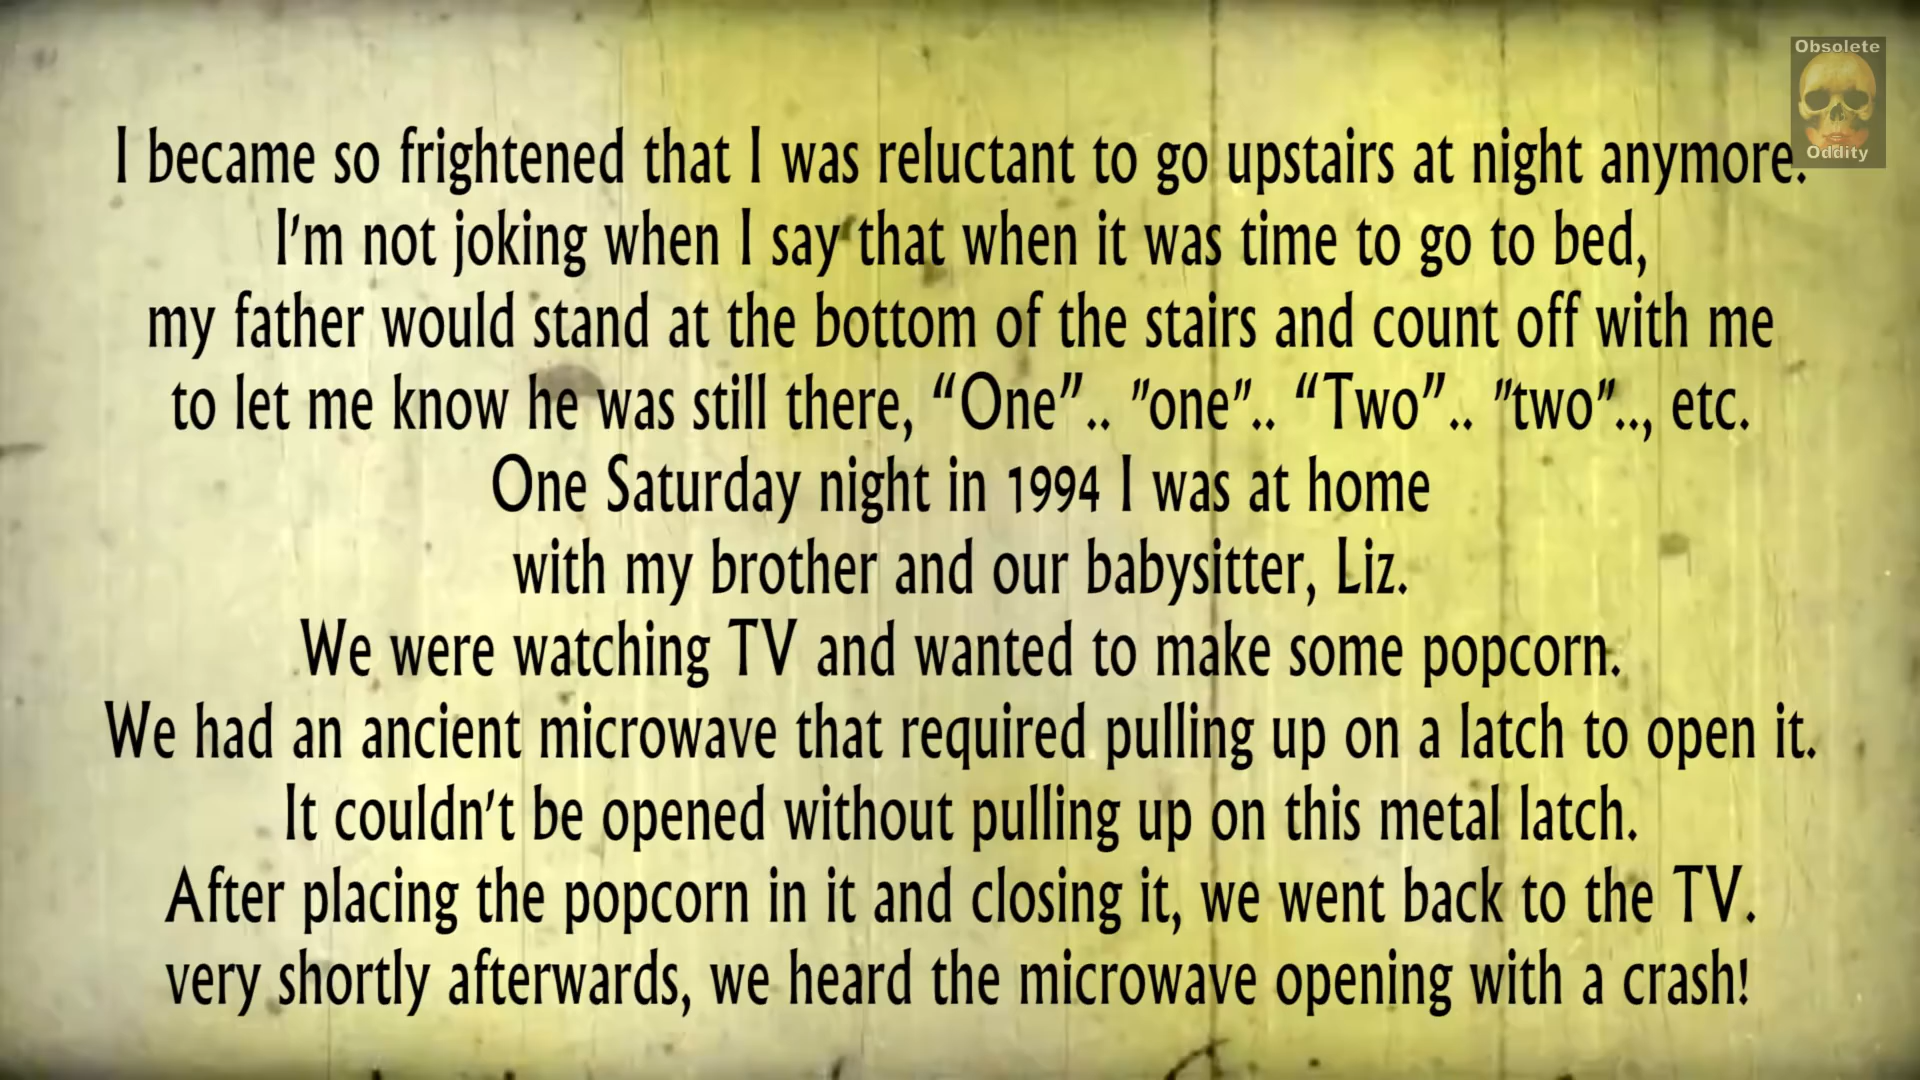 Obsolete
Oddity
I became so frightened that I was reluctant to go upstairs at night anymore.
I'm not joking when I say that when it was time to go to bed,
my father would stand at the bottom of the stairs and count off with me
to let me know he was still there, “One”.. "one".. “Two”.. "two".., etc.
One Saturday night in 1994 I was at home
with my brother and our babysitter, Liz.
We were watching TV and wanted to make some popcorn.
We had an ancient microwave that required pulling up on a latch to open it.
It couldn't be opened without pulling up on this metal latch.
After placing the popcorn in it and closing it, we went back to the TV.
very shortly afterwards, we heard the microwave opening with a crash!